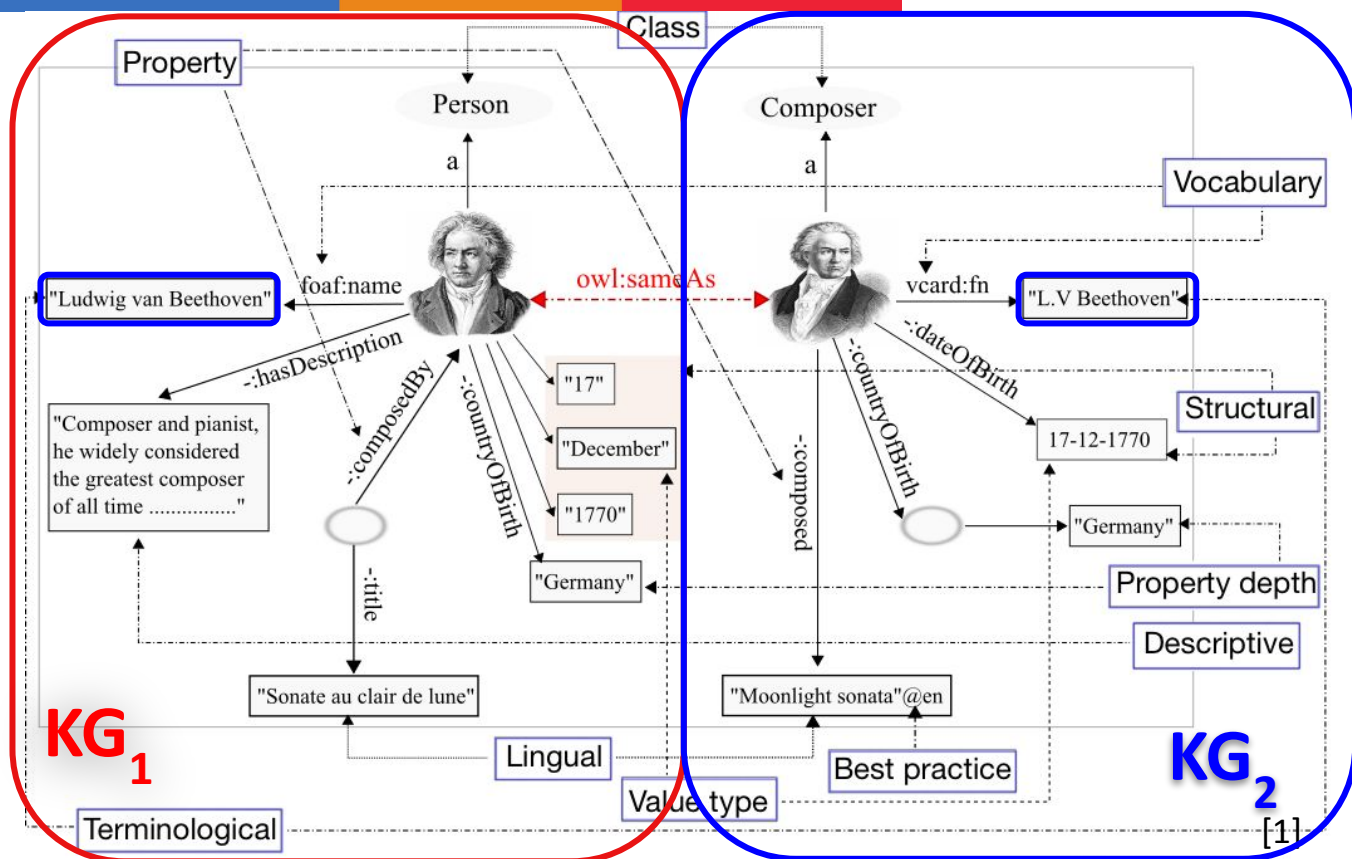 Class
Property
Person
Composer
a
a
Vocabulary
"Ludwig van Beethoven"
foaf:name
owl:sameAs
vcard:fn
"L.V Beethoven"
-:hasDescription
-:composedBy
-:countryOfBirth
-:countryOfBirth
-:dateOfBirth
"17"
"December"
"1770"
Structural
17-12-1770
"Composer and pianist,
he widely considered
the greatest composer
of all time ................"
-:composed
"Germany"
"Germany"
Property depth
-:title
Descriptive
"Sonate au clair de lune"
"Moonlight sonata"@en
KG1
Lingual
Best practice
KG2
Value type
Terminological
[1]